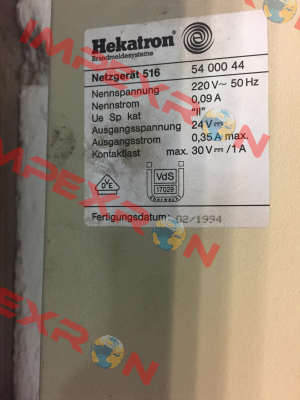 Hekatron
Brandmeldesysteme
Netzgerät 516 54 000 44
Nennspannung 220 V~ 50 Hz
Nennstrom 0,09 A
Ue Sp kat "II"
Ausgangsspannung 24 V
Ausgangsstrom 0,35 A max.
Kontaktlast max. 30 V / 1 A
VDE
VdS
17029
Fertigungsdatum: 02/1994
IMPEXRON
IMPEXRON